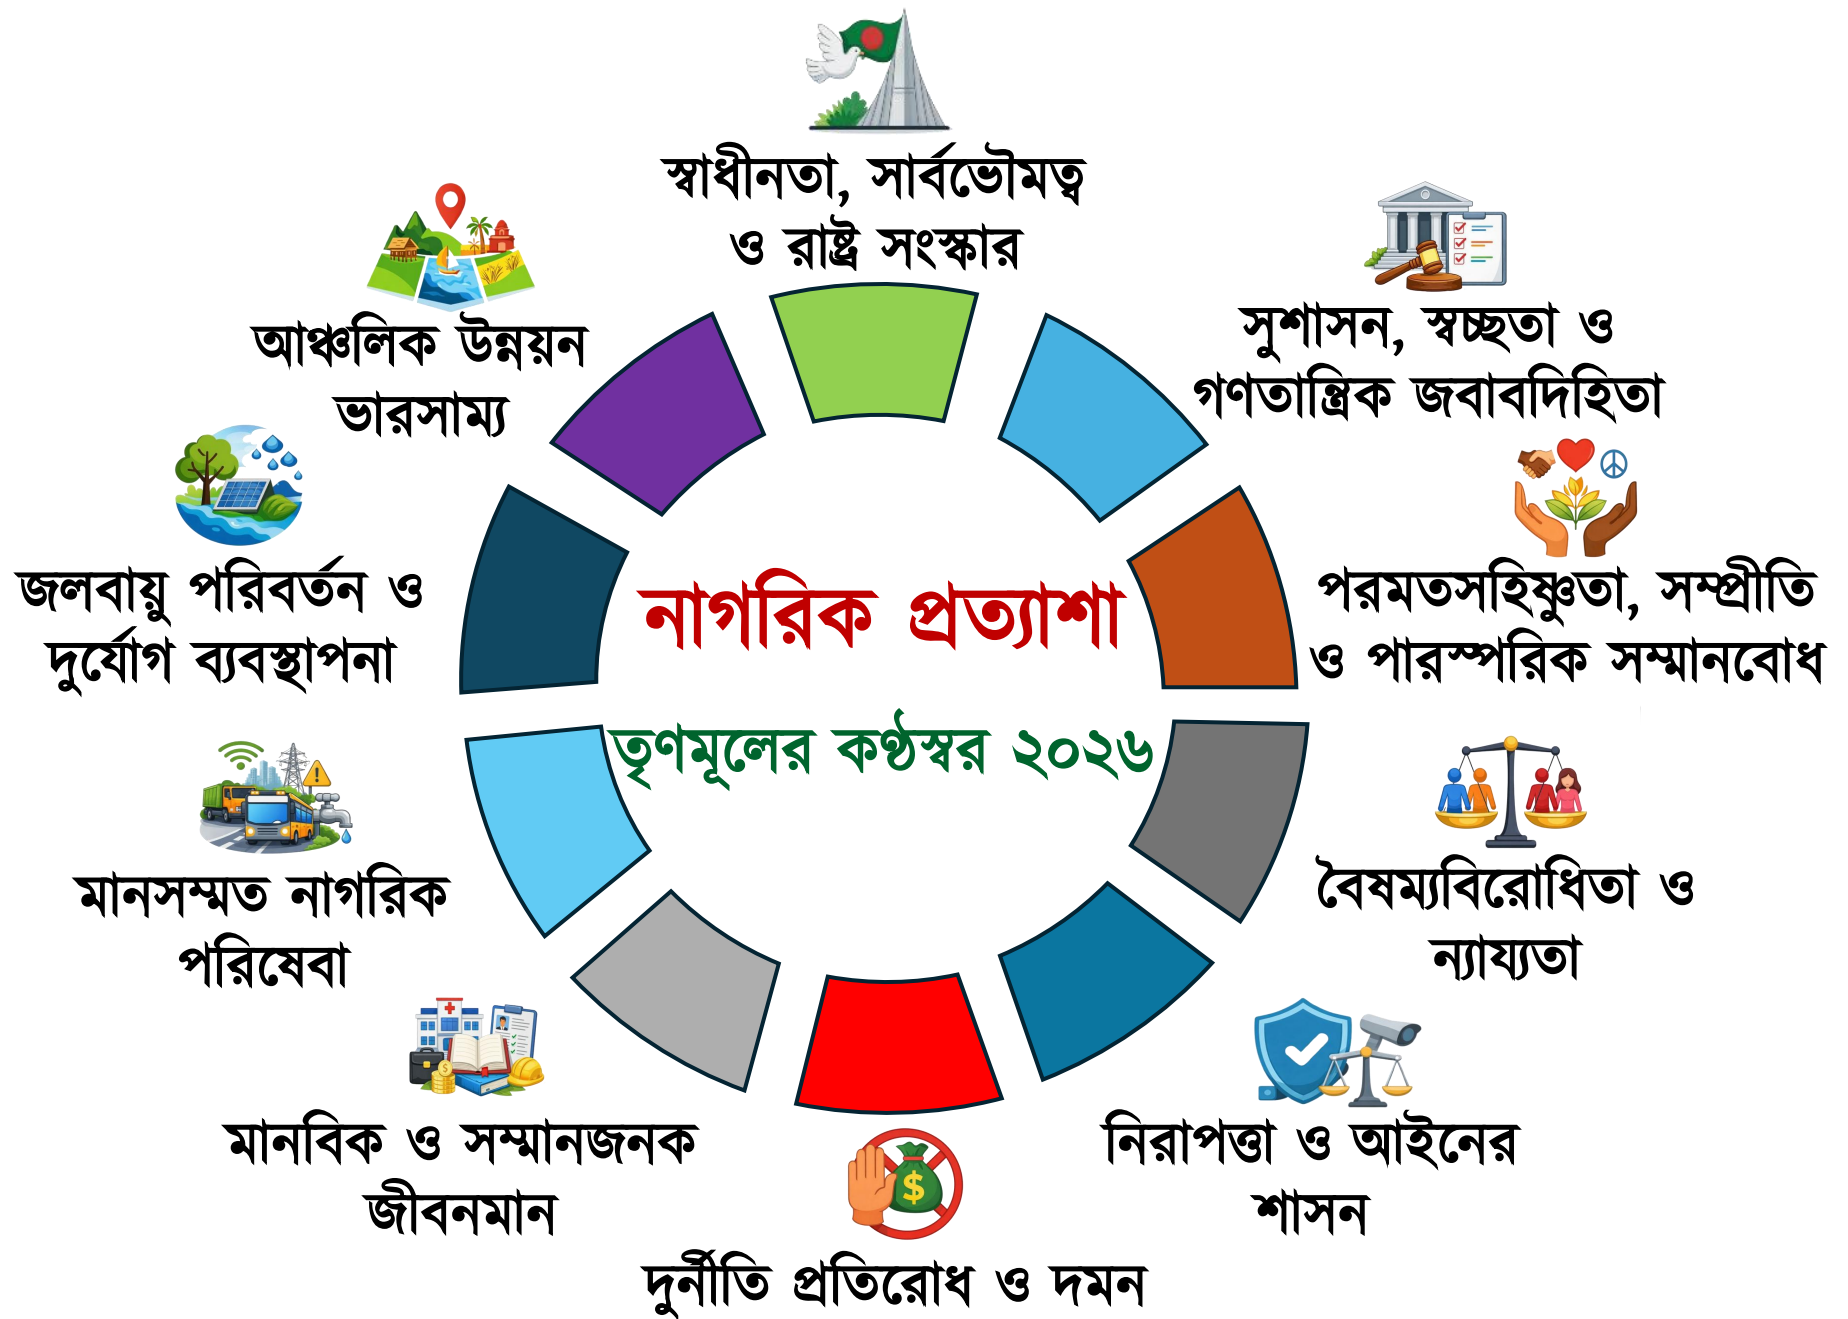 স্বাধীনতা, সার্বভৌমত্ব
ও রাষ্ট্র সংস্কার
সুশাসন, স্বচ্ছতা ও
গণতান্ত্রিক জবাবদিহিতা
পরমতসহিষ্ণুতা, সম্প্রীতি
ও পারস্পরিক সম্মানবোধ
বৈষম্যবিরোধিতা ও
ন্যায্যতা
নিরাপত্তা ও আইনের
শাসন
দুর্নীতি প্রতিরোধ ও দমন
মানবিক ও সম্মানজনক
জীবনমান
মানসম্মত নাগরিক
পরিষেবা
জলবায়ু পরিবর্তন ও
দুর্যোগ ব্যবস্থাপনা
আঞ্চলিক উন্নয়ন
ভারসাম্য
নাগরিক প্রত্যাশা
তৃণমূলের কণ্ঠস্বর ২০২৬